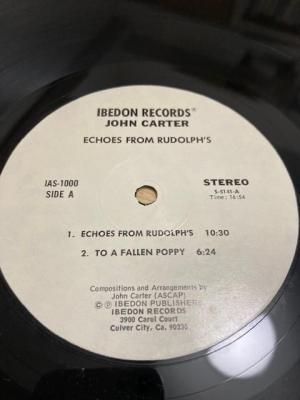 IBEDON RECORDS®
JOHN CARTER
ECHOES FROM RUDOLPH'S
IAS-1000
SIDE A
STEREO
S-5141-A
Time: 16:54
1. ECHOES FROM RUDOLPH'S 10:30
2. TO A FALLEN POPPY 6:24
Compositions and Arrangements by
John Carter (ASCAP)
© ℗ IBEDON PUBLISHERS
IBEDON RECORDS
3900 Carol Court
Culver City, Ca. 90230